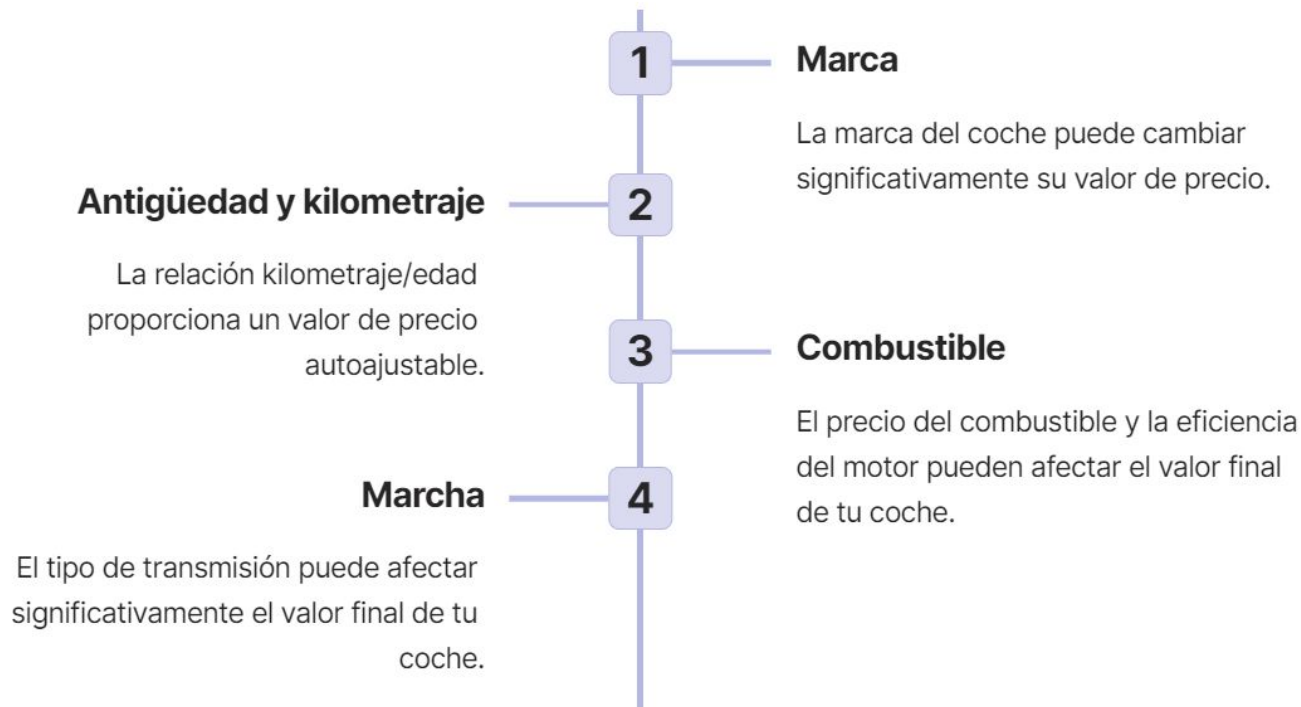 1
Marca
La marca del coche puede cambiar
significativamente su valor de precio.
2
Antigüedad y kilometraje
La relación kilometraje/edad
proporciona un valor de precio
autoajustable.
3
Combustible
El precio del combustible y la eficiencia
del motor pueden afectar el valor final
de tu coche.
4
Marcha
El tipo de transmisión puede afectar
significativamente el valor final de tu
coche.